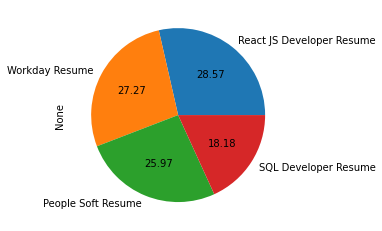 React JS Developer Resume
28.57
Workday Resume
27.27
None
25.97
18.18
SQL Developer Resume
People Soft Resume